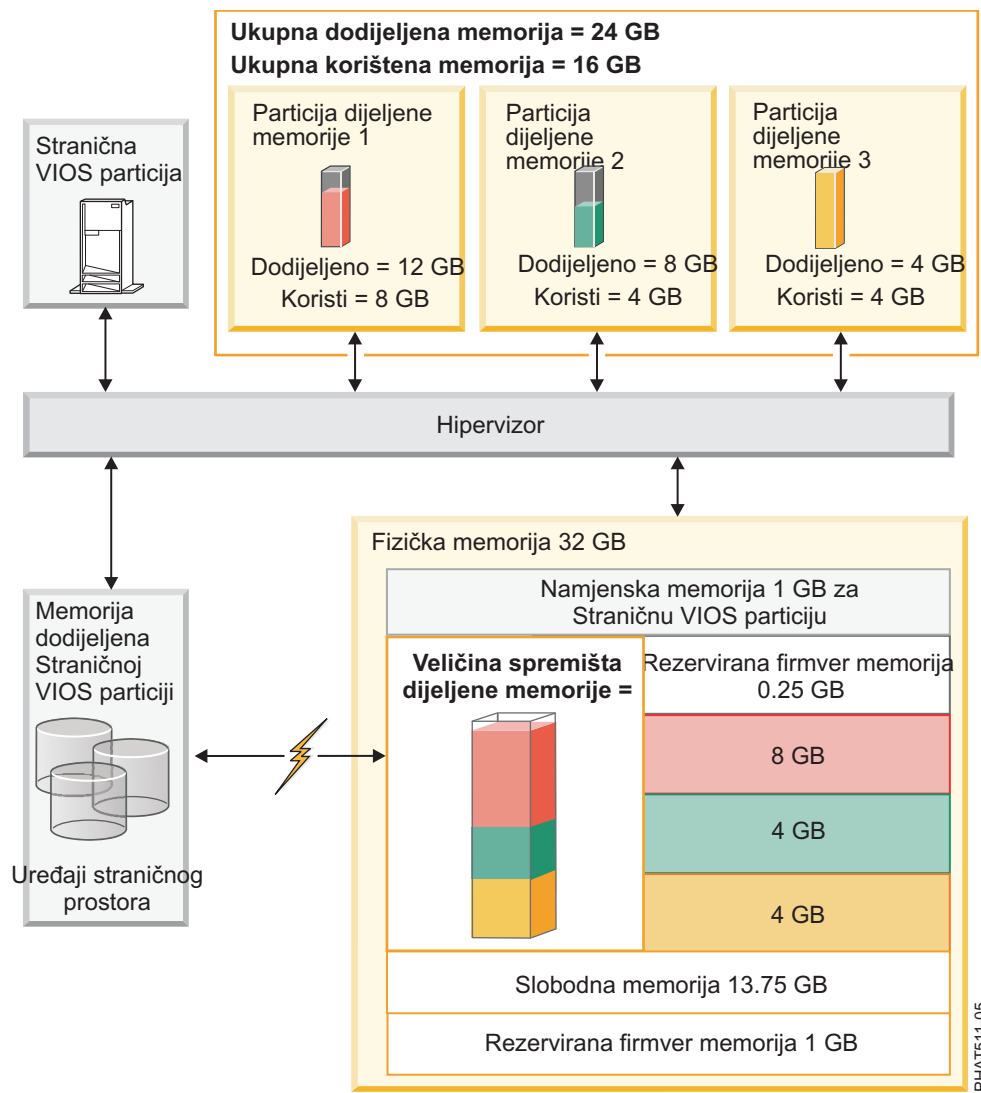 Ukupna dodijeljena memorija = 24 GB
Ukupna korištena memorija = 16 GB
Stranična
VIOS particija
Particija dijeljene
memorije 1
Dodijeljeno = 12 GB
Koristi = 8 GB
Particija
dijeljene
memorije 2
Dodijeljeno = 8 GB
Koristi = 4 GB
Particija
dijeljene
memorije 3
Dodijeljeno = 4 GB
Koristi = 4 GB
Hipervizor
Memorija
dodijeljena
Straničnoj
VIOS particiji
Uređaji straničnog
prostora
Fizička memorija 32 GB
Namjenska memorija 1 GB za
Straničnu VIOS particiju
Veličina spremišta
dijeljene memorije =
Rezervirana firmver memorija
0.25 GB
8 GB
4 GB
4 GB
Slobodna memorija 13.75 GB
Rezervirana firmver memorija 1 GB
PHAT511-05